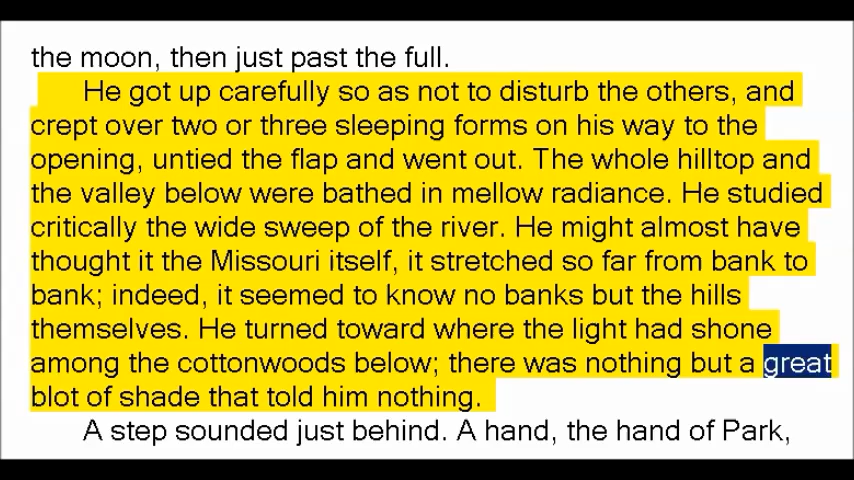 the moon, then just past the full.
He got up carefully so as not to disturb the others, and
crept over two or three sleeping forms on his way to the
opening, untied the flap and went out. The whole hilltop and
the valley below were bathed in mellow radiance. He studied
critically the wide sweep of the river. He might almost have
thought it the Missouri itself, it stretched so far from bank to
bank; indeed, it seemed to know no banks but the hills
themselves. He turned toward where the light had shone
among the cottonwoods below; there was nothing but a great
blot of shade that told him nothing.
A step sounded just behind. A hand, the hand of Park,